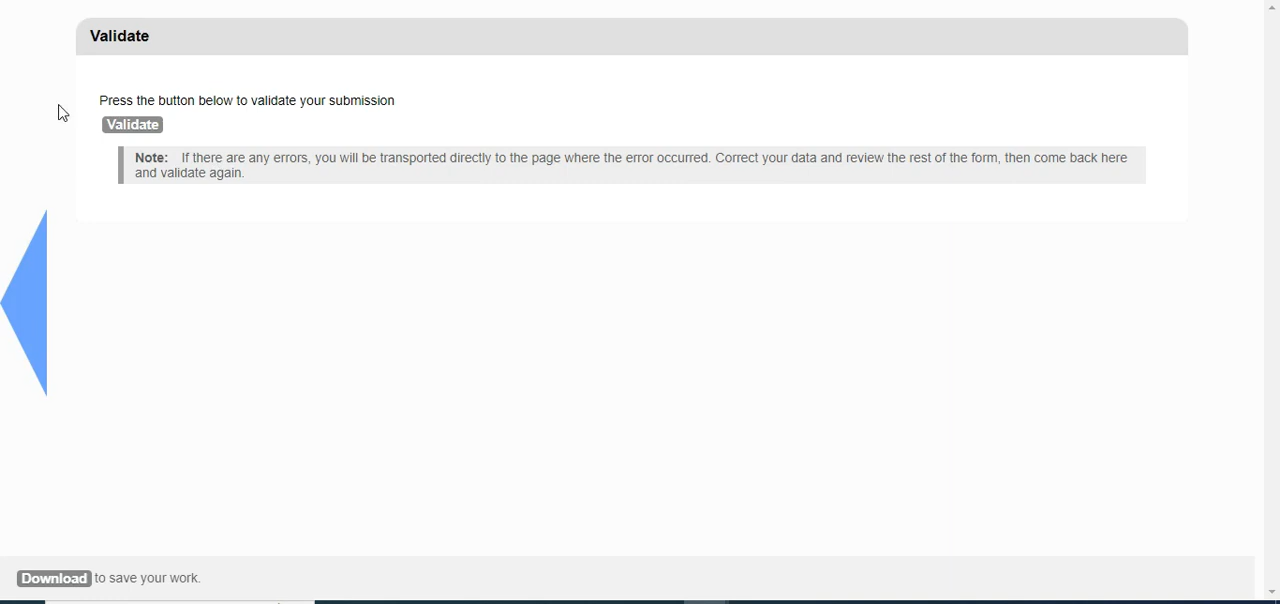 Validate
Press the button below to validate your submission
Validate
Note: If there are any errors, you will be transported directly to the page where the error occurred. Correct your data and review the rest of the form, then come back here
and validate again.
Download to save your work.